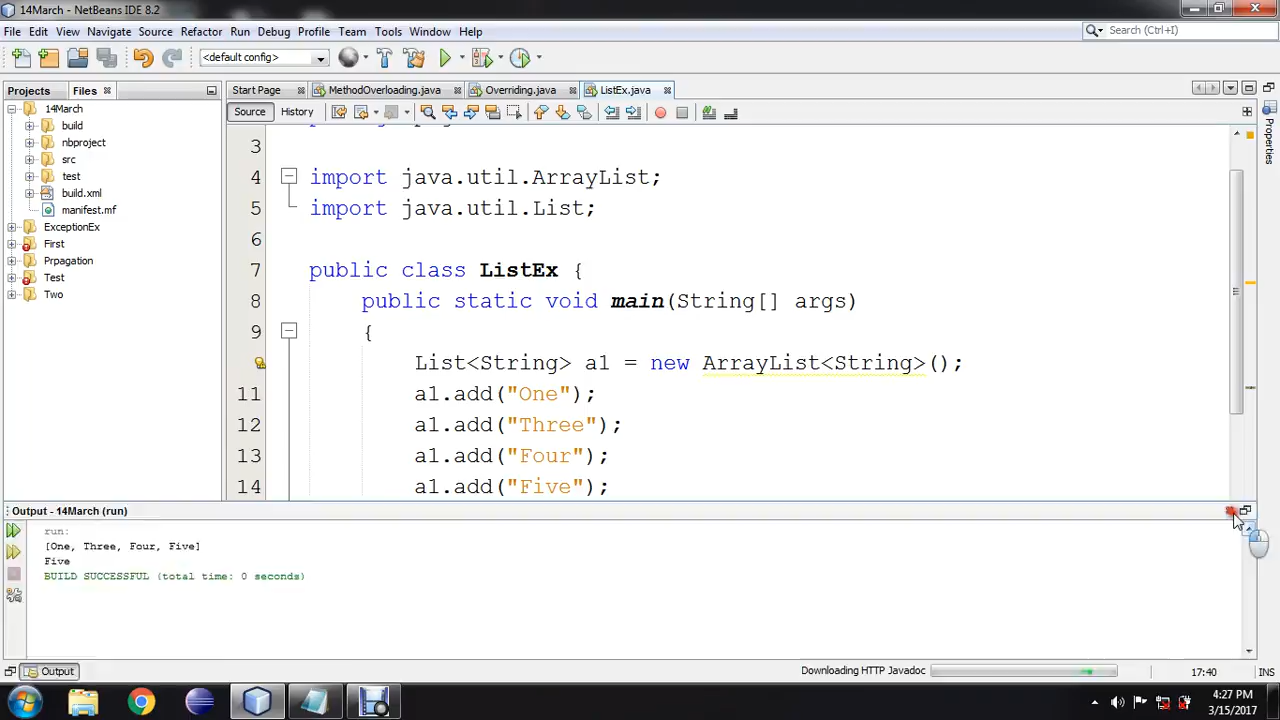 14March - NetBeans IDE 8.2
File Edit View Navigate Source Refactor Run Debug Profile Team Tools Window Help
Search (Ctrl+I)
<default config>
Projects Files
Start Page MethodOverloading.java Overriding.java ListEx.java
Source History
14March
build
nbproject
src
test
build.xml
manifest.mf
ExceptionEx
First
Prpagation
Test
Two
3
4 import java.util.ArrayList;
5 import java.util.List;
6
7 public class ListEx {
8 public static void main(String[] args)
9 {
List<String> a1 = new ArrayList<String>();
11 a1.add("One");
12 a1.add("Three");
13 a1.add("Four");
14 a1.add("Five");
Properties
Output - 14March (run)
run:
[One, Three, Four, Five]
Five
BUILD SUCCESSFUL (total time: 0 seconds)
Output
Downloading HTTP Javadoc
17:40 INS
4:27 PM
3/15/2017